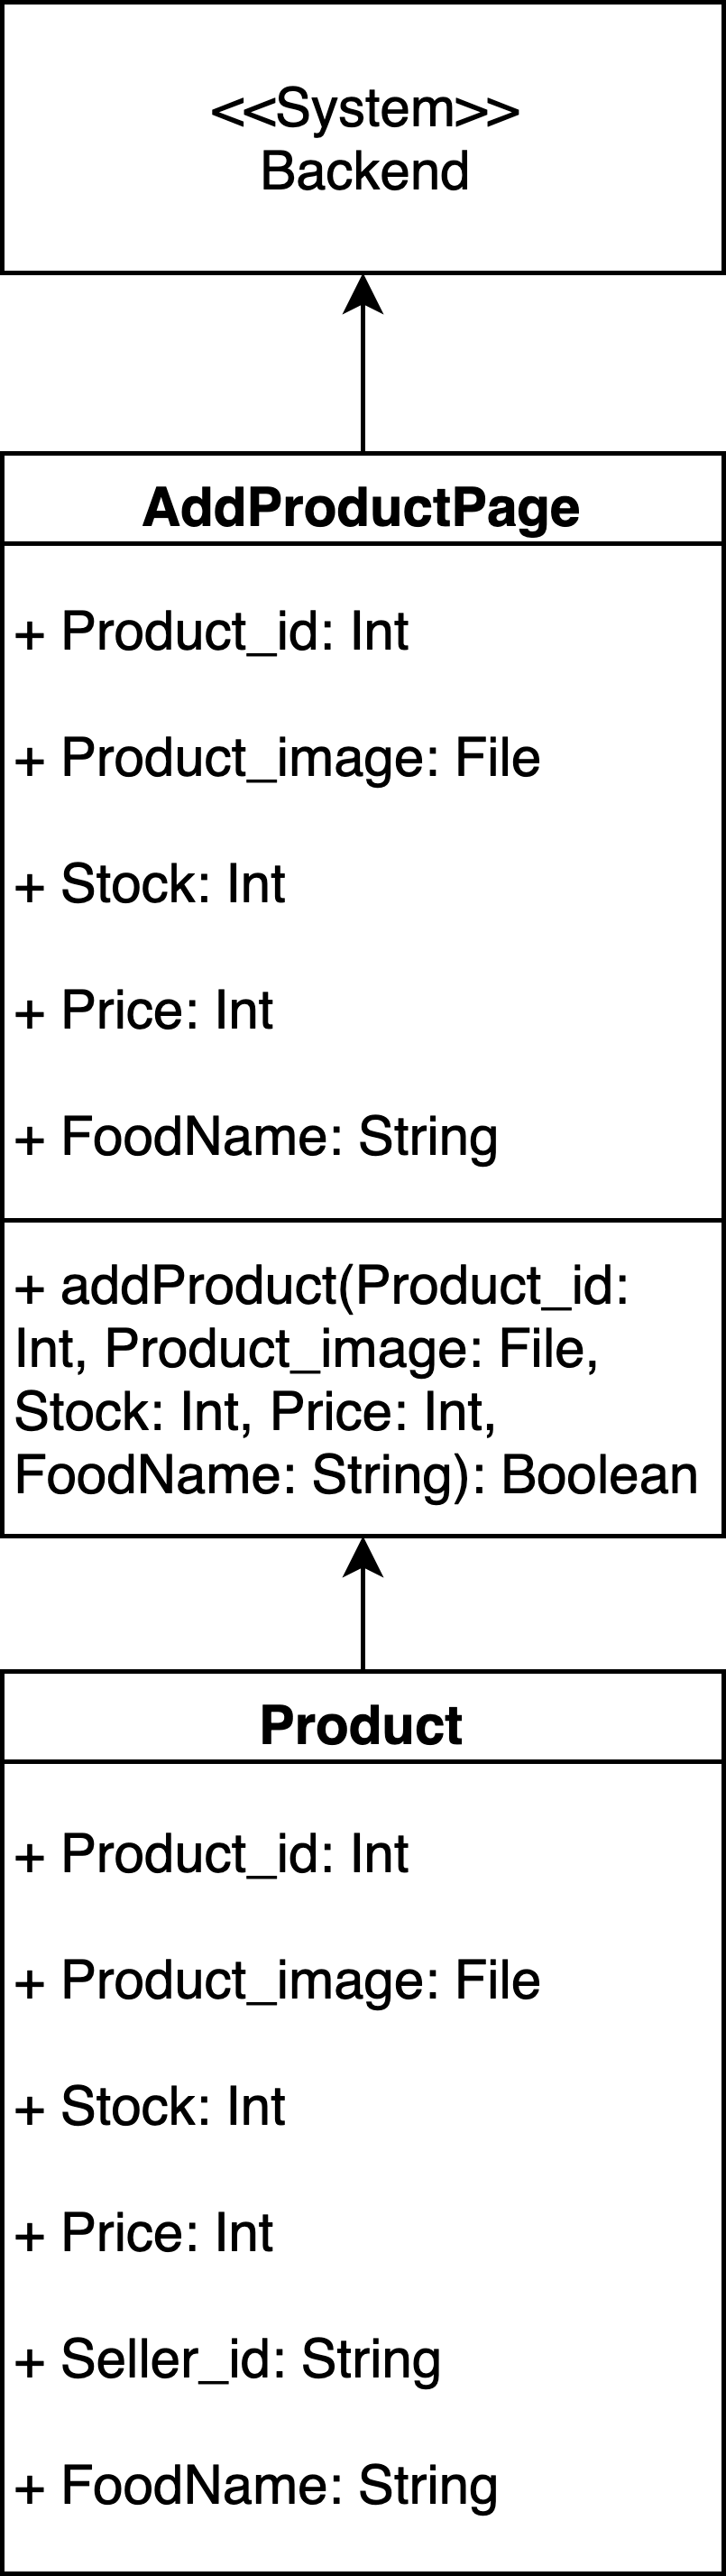 <<System>>
Backend
AddProductPage
+ Product_id: Int
+ Product_image: File
+ Stock: Int
+ Price: Int
+ FoodName: String
+ addProduct(Product_id:
Int, Product_image: File,
Stock: Int, Price: Int,
FoodName: String): Boolean
Product
+ Product_id: Int
+ Product_image: File
+ Stock: Int
+ Price: Int
+ Seller_id: String
+ FoodName: String